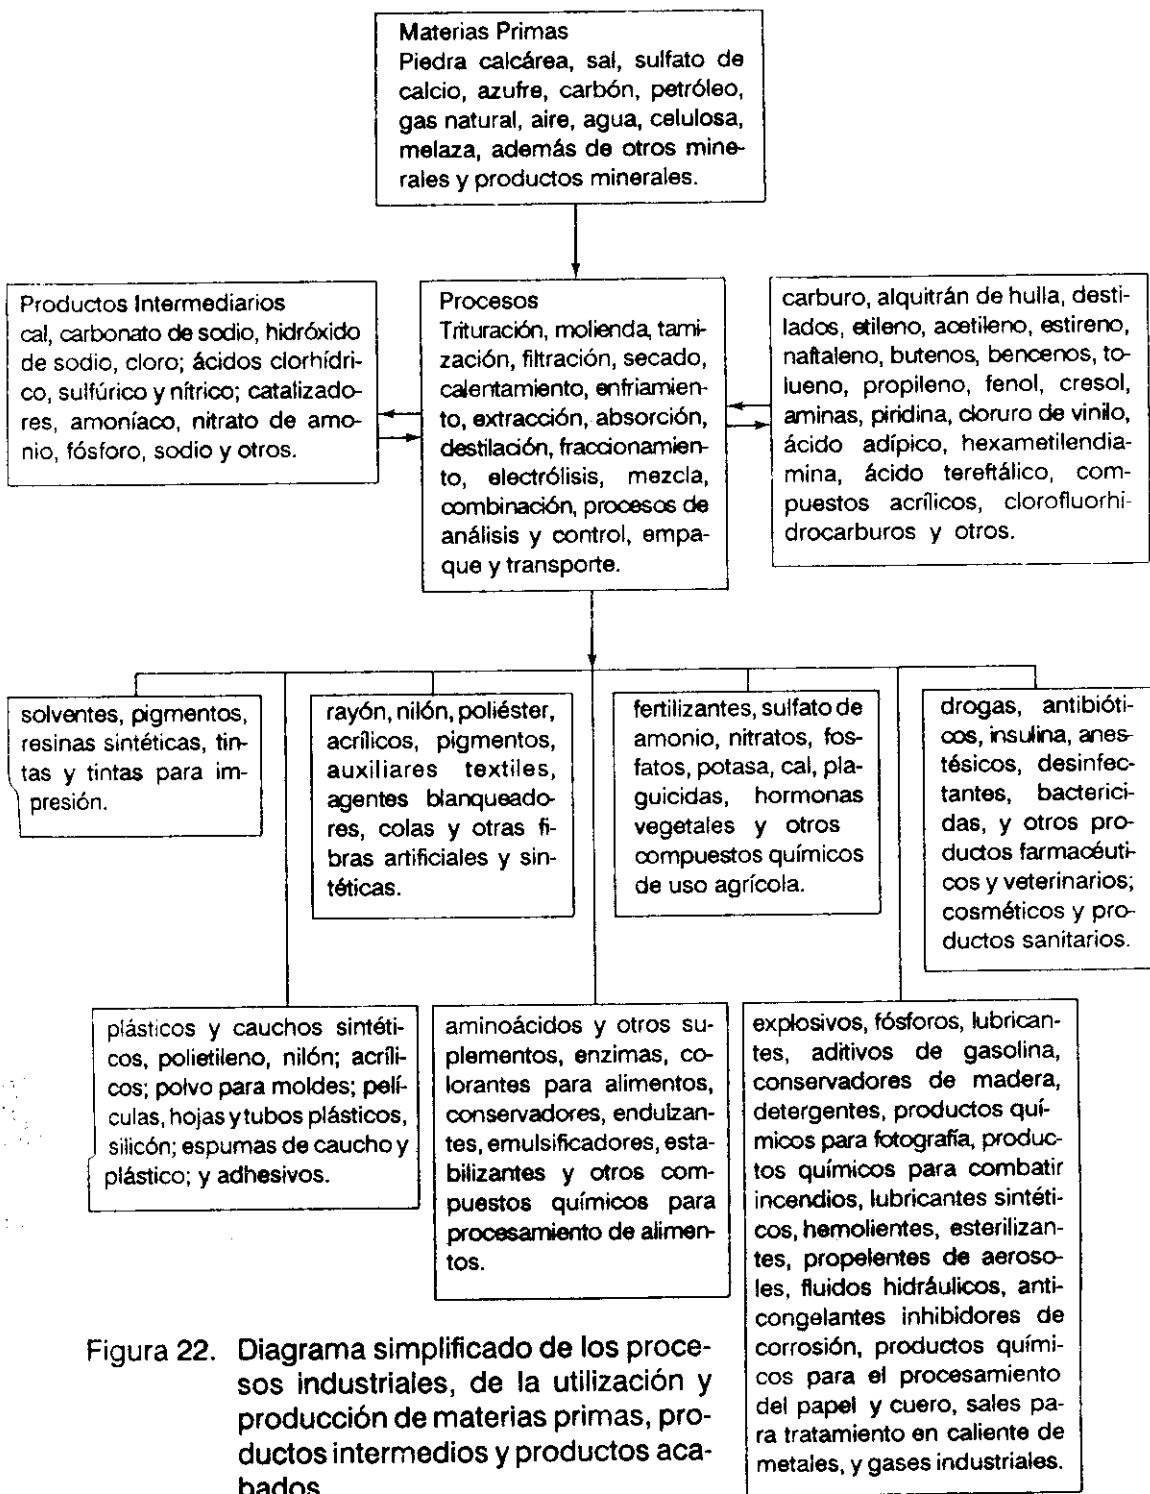 Materias Primas
Piedra calcárea, sal, sulfato de
calcio, azufre, carbón, petróleo,
gas natural, aire, agua, celulosa,
melaza, además de otros mine-
rales y productos minerales.
Productos Intermediarios
cal, carbonato de sodio, hidróxido
de sodio, cloro; ácidos clorhídri-
co, sulfúrico y nítrico; catalizado-
res, amoníaco, nitrato de amo-
nio, fósforo, sodio y otros.
Procesos
Trituración, molienda, tami-
zación, filtración, secado,
calentamiento, enfriamien-
to, extracción, absorción,
destilación, fraccionamien-
to, electrólisis, mezcla,
combinación, procesos de
análisis y control, empa-
que y transporte.
carburo, alquitrán de hulla, desti-
lados, etileno, acetileno, estireno,
naftaleno, butenos, bencenos, to-
lueno, propileno, fenol, cresol,
aminas, piridina, cloruro de vinilo,
ácido adípico, hexametilendia-
mina, ácido tereftálico, com-
puestos acrílicos, clorofluorhi-
drocarburos y otros.
solventes, pigmentos,
resinas sintéticas, tin-
tas y tintas para im-
presión.
rayón, nilón, poliéster,
acrílicos, pigmentos,
auxiliares textiles,
agentes blanqueado-
res, colas y otras fi-
bras artificiales y sin-
téticas.
fertilizantes, sulfato de
amonio, nitratos, fos-
fatos, potasa, cal, pla-
guicidas, hormonas
vegetales y otros
compuestos químicos
de uso agrícola.
drogas, antibióti-
cos, insulina, anes-
tésicos, desinfec-
tantes, bacterici-
das, y otros pro-
ductos farmacéuti-
cos y veterinarios;
cosméticos y pro-
ductos sanitarios.
plásticos y cauchos sintéti-
cos, polietileno, nilón; acríli-
cos; polvo para moldes; pelí-
culas, hojas y tubos plásticos,
silicón; espumas de caucho y
plástico; y adhesivos.
aminoácidos y otros su-
plementos, enzimas, co-
lorantes para alimentos,
conservadores, endulzan-
tes, emulsificadores, esta-
bilizantes y otros com-
puestos químicos para
procesamiento de alimen-
tos.
explosivos, fósforos, lubrican-
tes, aditivos de gasolina,
conservadores de madera,
detergentes, productos quí-
micos para fotografía, produc-
tos químicos para combatir
incendios, lubricantes sintéti-
cos, hemolientes, esterilizan-
tes, propelentes de aeroso-
les, fluidos hidráulicos, anti-
congelantes inhibidores de
corrosión, productos quími-
cos para el procesamiento
del papel y cuero, sales pa-
ra tratamiento en caliente de
metales, y gases industriales.
Figura 22. Diagrama simplificado de los proce-
sos industriales, de la utilización y
producción de materias primas, pro-
ductos intermedios y productos aca-
bados